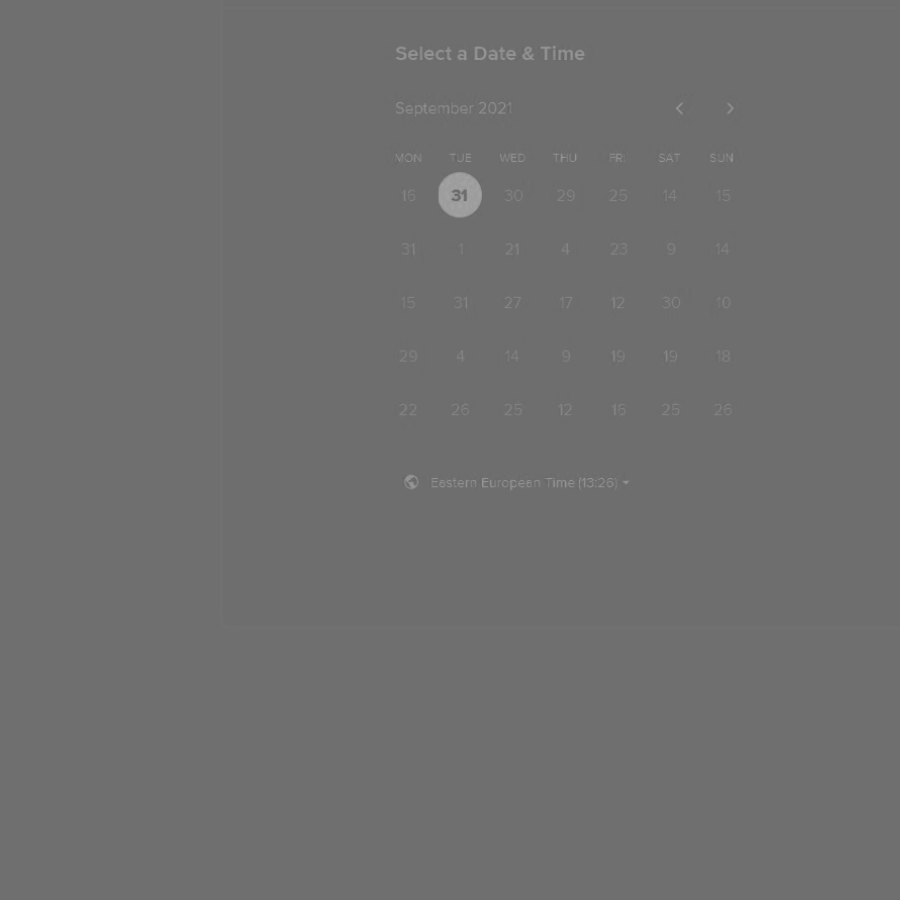 Select a Date & Time
September 2021
MON TUE WED THU FRI SAT SUN
16 31 30 29 25 14 15
31 1 21 4 23 9 14
15 31 27 17 12 30 10
29 4 14 9 19 19 18
22 26 25 12 16 25 26
Eastern European Time (13:26)